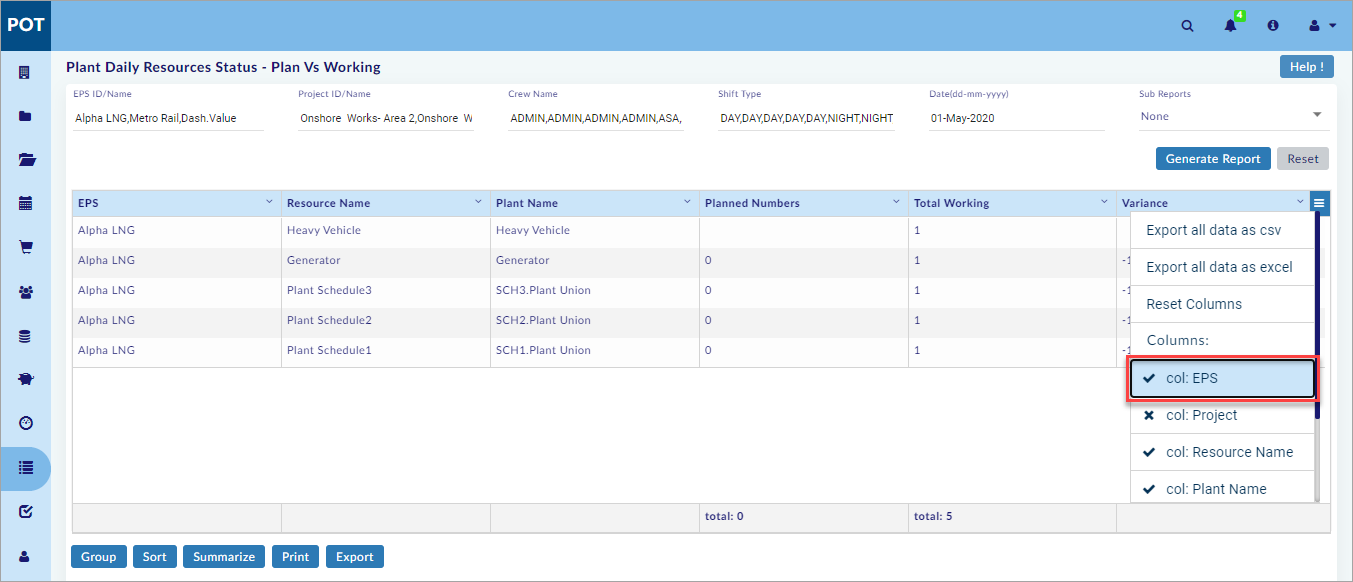 POT
4
Plant Daily Resources Status - Plan Vs Working
Help !
EPS ID/Name Project ID/Name Crew Name Shift Type Date(dd-mm-yyyy) Sub Reports
Alpha LNG,Metro Rail,Dash.Value Onshore Works- Area 2,Onshore W ADMIN,ADMIN,ADMIN,ADMIN,ASA, DAY,DAY,DAY,DAY,DAY,NIGHT,NIGHT 01-May-2020 None
Generate Report Reset
EPS Resource Name Plant Name Planned Numbers Total Working Variance
Alpha LNG Heavy Vehicle Heavy Vehicle 1
Alpha LNG Generator Generator 0 1 -1
Alpha LNG Plant Schedule3 SCH3.Plant Union 0 1 -1
Alpha LNG Plant Schedule2 SCH2.Plant Union 0 1 -1
Alpha LNG Plant Schedule1 SCH1.Plant Union 0 1 -1
Export all data as csv
Export all data as excel
Reset Columns
Columns:
col: EPS
col: Project
col: Resource Name
col: Plant Name
total: 0 total: 5
Group Sort Summarize Print Export